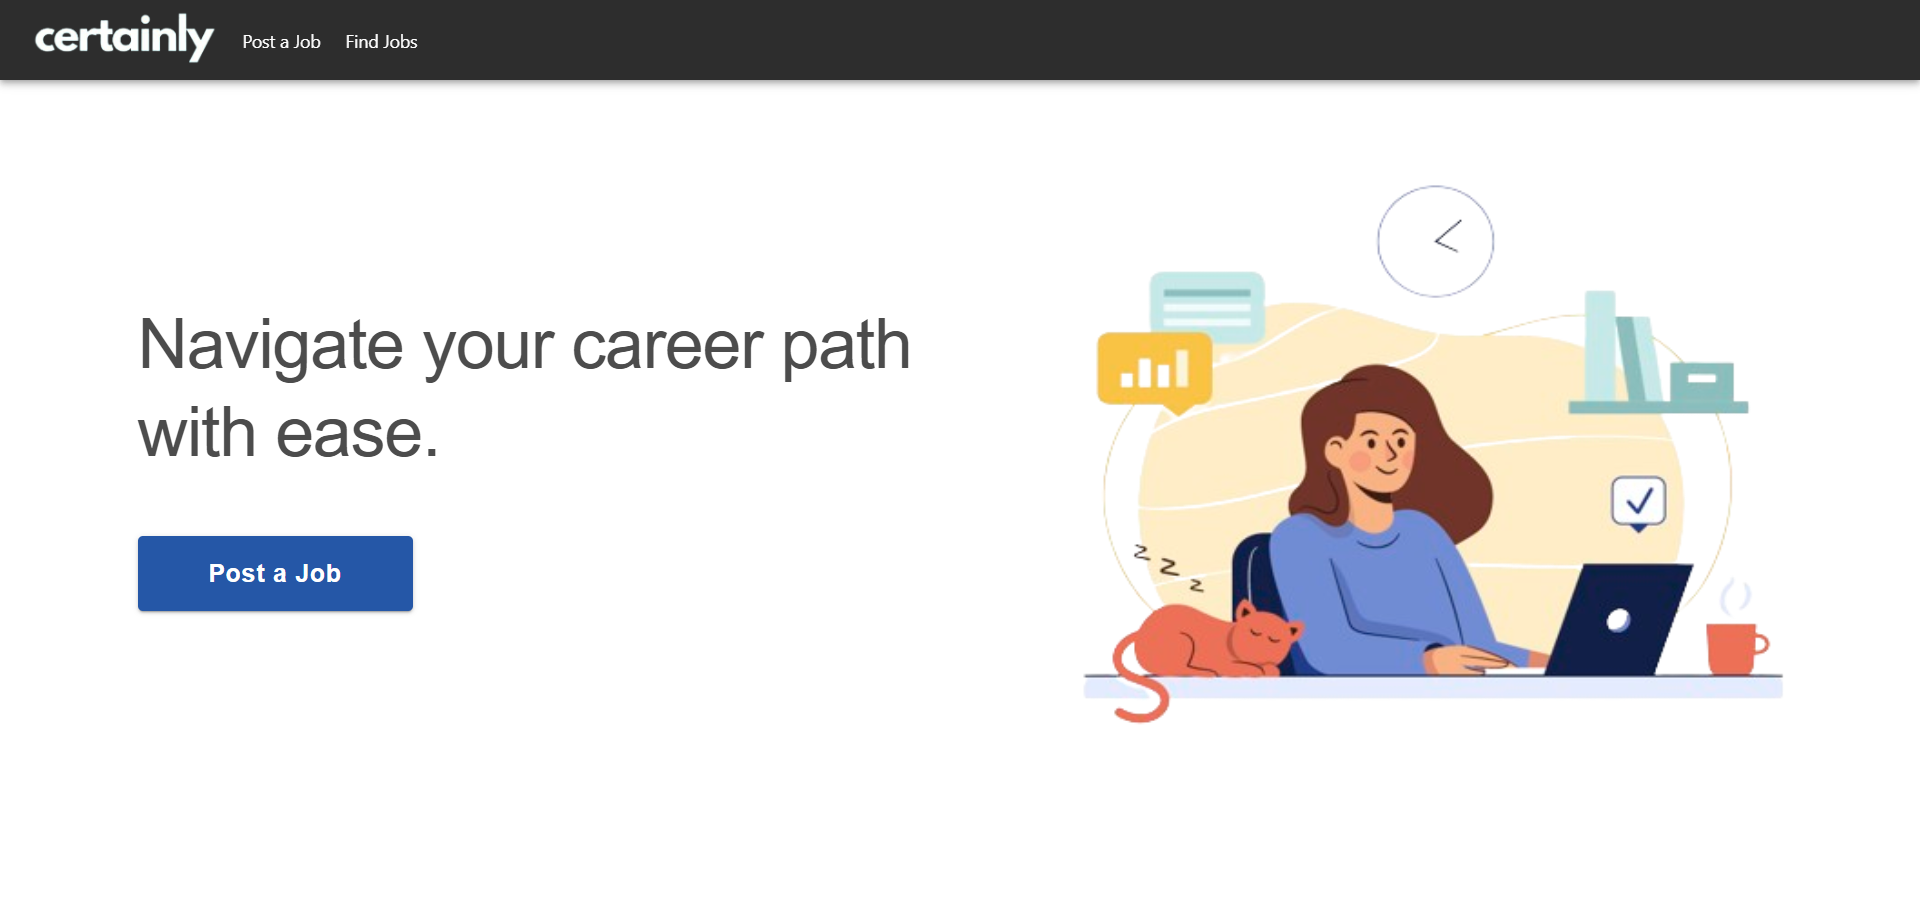 certainly Post a Job Find Jobs
Navigate your career path
with ease.
Post a Job
z z z